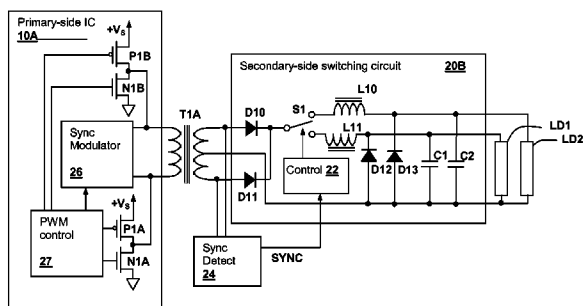 Primary-side IC
10A
+Vs
P1B
N1B
Sync
Modulator
26
PWM
control
27
+Vs
P1A
N1A
T1A
Secondary-side switching circuit
20B
D10
D11
S1
L10
L11
Control 22
D12
D13
C1
C2
LD1
LD2
Sync
Detect
24
SYNC